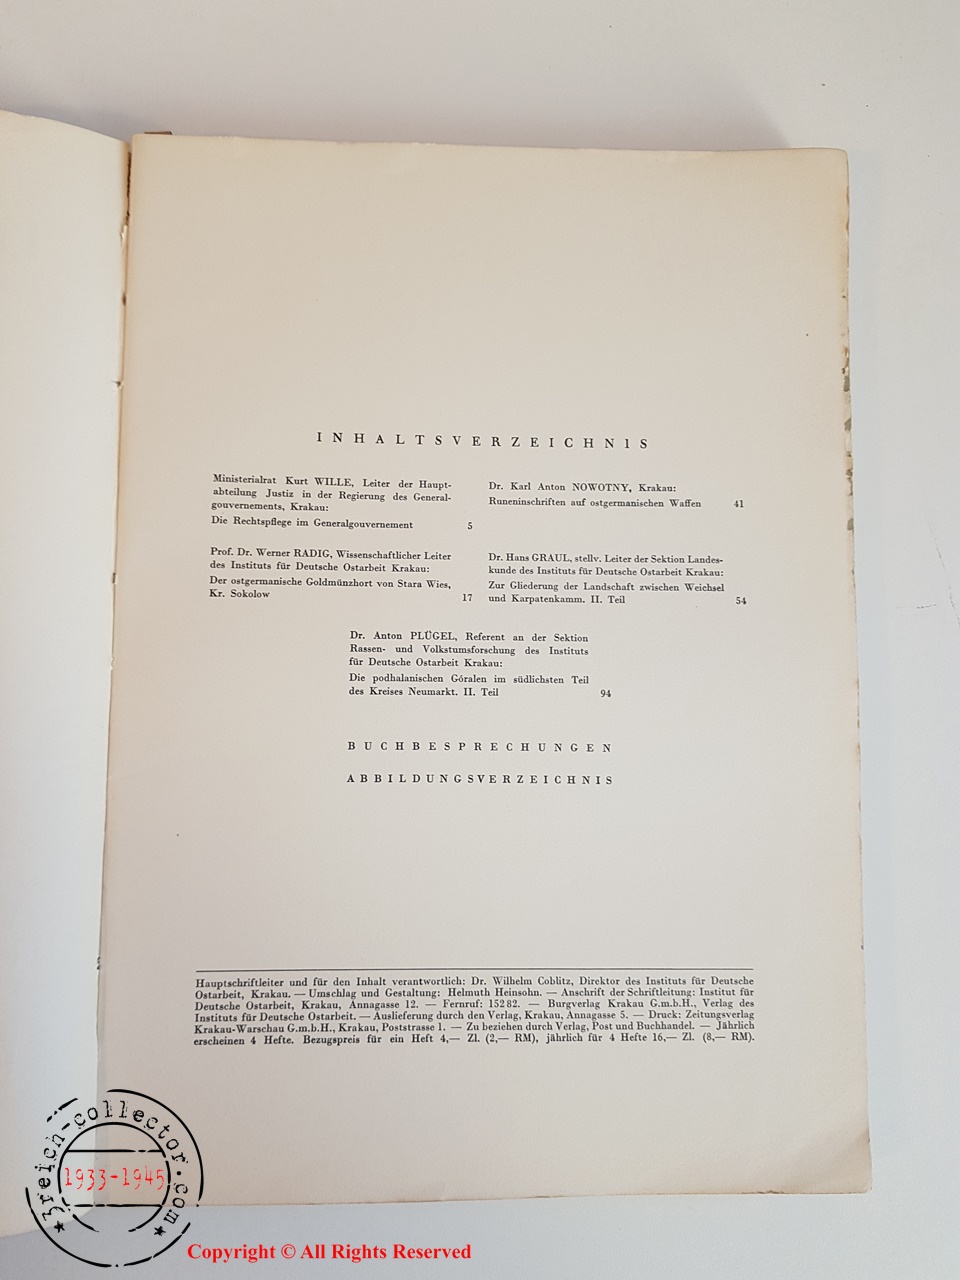 INHALTSVERZEICHNIS
Ministerialrat Kurt WILLE, Leiter der Haupt-
abteilung Justiz in der Regierung des General-
gouvernements, Krakau:
Die Rechtspflege im Generalgouvernement 5
Dr. Karl Anton NOWOTNY, Krakau:
Runeninschriften auf ostgermanischen Waffen 41
Prof. Dr. Werner RADIG, Wissenschaftlicher Leiter
des Instituts für Deutsche Ostarbeit Krakau:
Der ostgermanische Goldmünzhort von Stara Wies,
Kr. Sokolow 17
Dr. Hans GRAUL, stellv. Leiter der Sektion Landes-
kunde des Instituts für Deutsche Ostarbeit Krakau:
Zur Gliederung der Landschaft zwischen Weichsel
und Karpatenkamm. II. Teil 54
Dr. Anton PLÜGEL, Referent an der Sektion
Rassen- und Volkstumsforschung des Instituts
für Deutsche Ostarbeit Krakau:
Die podhalanischen Góralen im südlichsten Teil
des Kreises Neumarkt. II. Teil 94
BUCHBESPRECHUNGEN
ABBILDUNGSVERZEICHNIS
Hauptschriftleiter und für den Inhalt verantwortlich: Dr. Wilhelm Coblitz, Direktor des Instituts für Deutsche
Ostarbeit, Krakau. — Umschlag und Gestaltung: Helmuth Heinsohn. — Anschrift der Schriftleitung: Institut für
Deutsche Ostarbeit, Krakau, Annagasse 12. — Fernruf: 152 82. — Burgverlag Krakau G.m.b.H., Verlag des
Instituts für Deutsche Ostarbeit. — Auslieferung durch den Verlag, Krakau, Annagasse 5. — Druck: Zeitungsverlag
Krakau-Warschau G.m.b.H., Krakau, Poststrasse 1. — Zu beziehen durch Verlag, Post und Buchhandel. — Jährlich
erscheinen 4 Hefte. Bezugspreis für ein Heft 4,— Zl. (2,— RM), jährlich für 4 Hefte 16,— Zl. (8,— RM).
3reich-collector.com
1933-1945
Copyright © All Rights Reserved